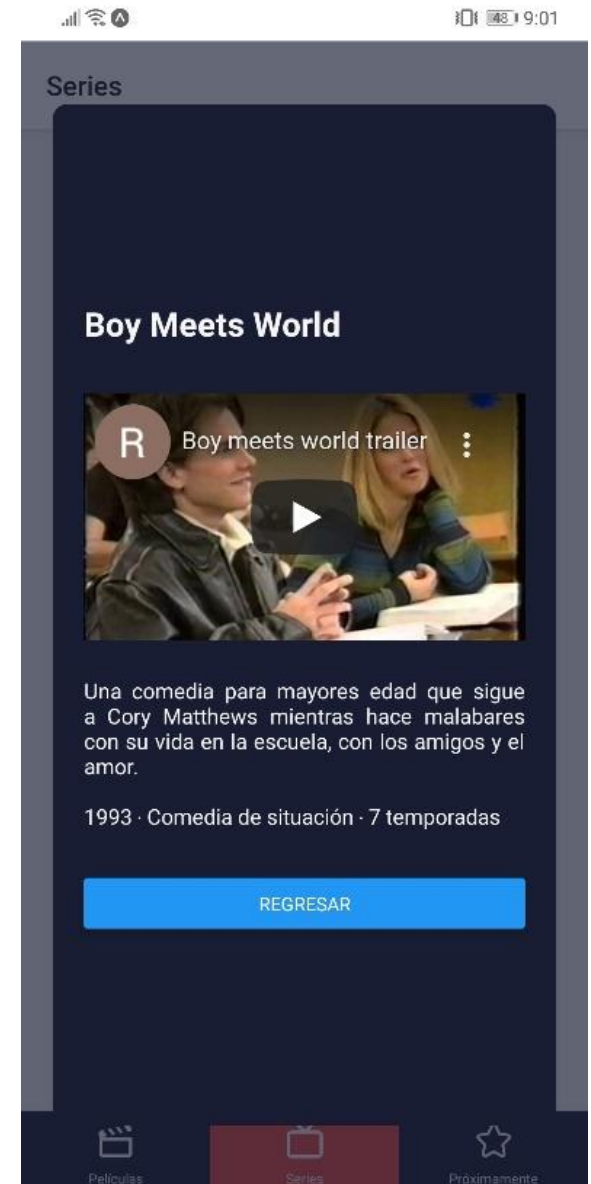 48 9:01
Series
Boy Meets World
R Boy meets world trailer
Una comedia para mayores edad que sigue
a Cory Matthews mientras hace malabares
con su vida en la escuela, con los amigos y el
amor.
1993 · Comedia de situación · 7 temporadas
REGRESAR
Películas Series Próximamente